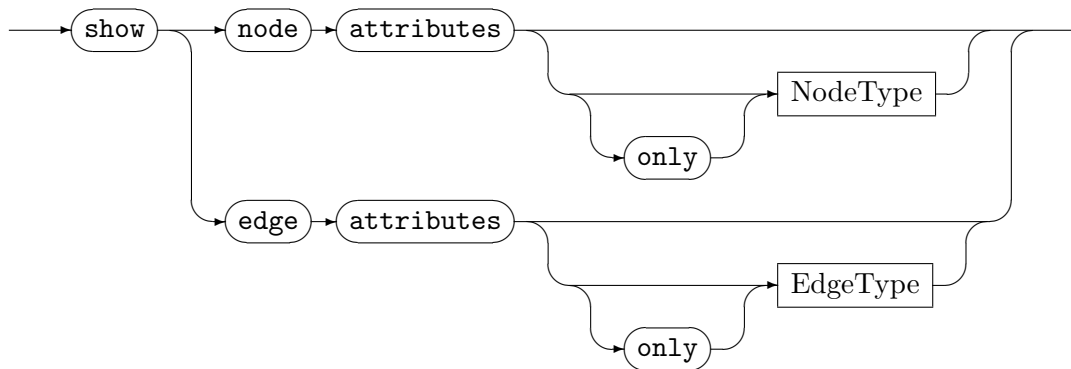 show node attributes
NodeType
only
edge attributes
EdgeType
only